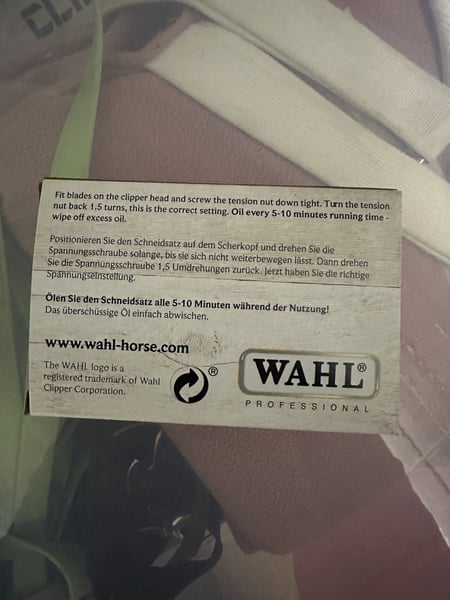 Fit blades on the clipper head and screw the tension nut down tight. Turn the tension
nut back 1.5 turns, this is the correct setting. Oil every 5-10 minutes running time -
wipe off excess oil.
Positionieren Sie den Schneidsatz auf dem Scherkopf und drehen Sie die
Spannungsschraube solange, bis sie sich nicht weiterbewegen lässt. Dann drehen
Sie die Spannungsschraube 1,5 Umdrehungen zurück. Jetzt haben Sie die richtige
Spannungseinstellung.
Ölen Sie den Schneidsatz alle 5-10 Minuten während der Nutzung!
Das überschüssige Öl einfach abwischen.
www.wahl-horse.com
The WAHL logo is a
registered trademark of Wahl
Clipper Corporation.
®
WAHL®
PROFESSIONAL